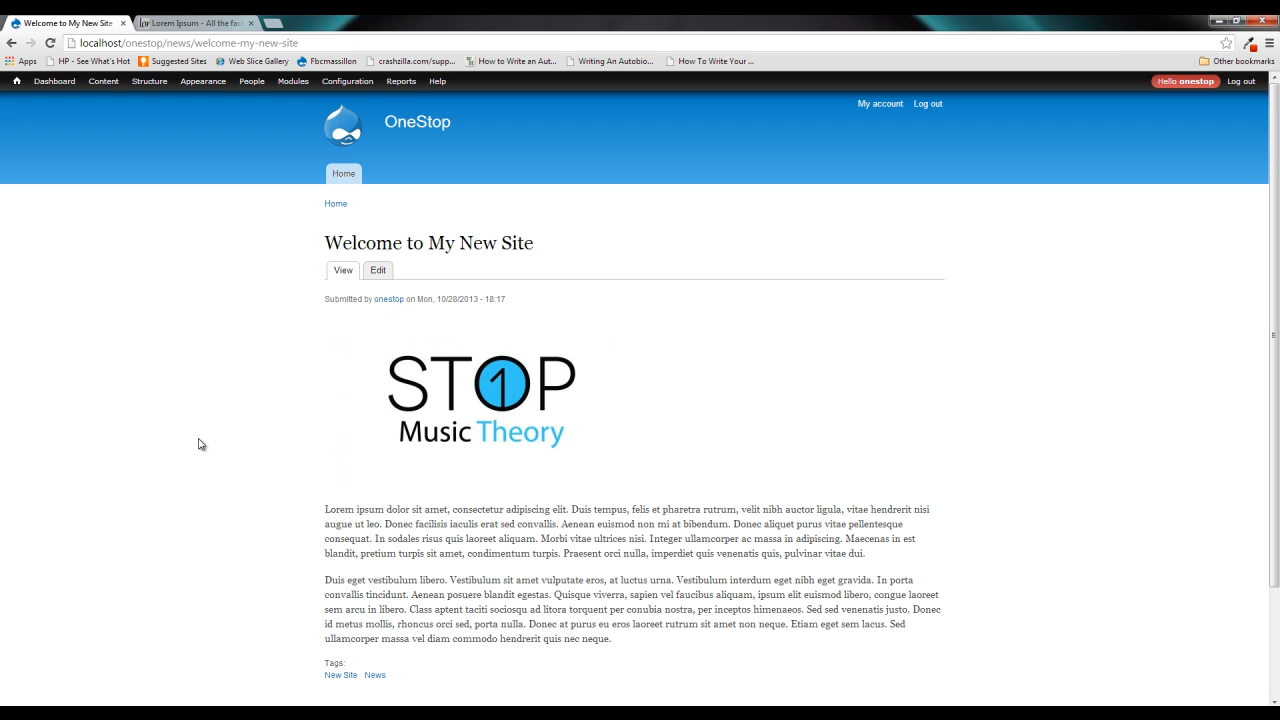 Welcome to My New Site
Lorem Ipsum - All the fac
localhost/onestop/news/welcome-my-new-site
Apps HP - See What's Hot Suggested Sites Web Slice Gallery Fbcmassillon crashzilla.com/supp... How to Write an Aut... Writing An Autobio... How To Write Your ... Other bookmarks
Dashboard Content Structure Appearance People Modules Configuration Reports Help Hello onestop Log out
My account Log out
OneStop
Home
Home
Welcome to My New Site
View Edit
Submitted by onestop on Mon, 10/28/2013 - 18:17
ST1P
Music Theory
Lorem ipsum dolor sit amet, consectetur adipiscing elit. Duis tempus, felis et pharetra rutrum, velit nibh auctor ligula, vitae hendrerit nisi
augue ut leo. Donec facilisis iaculis erat sed convallis. Aenean euismod non mi at bibendum. Donec aliquet purus vitae pellentesque
consequat. In sodales risus quis laoreet aliquam. Morbi vitae ultrices nisi. Integer ullamcorper ac massa in adipiscing. Maecenas in est
blandit, pretium turpis sit amet, condimentum turpis. Praesent orci nulla, imperdiet quis venenatis quis, pulvinar vitae dui.
Duis eget vestibulum libero. Vestibulum sit amet vulputate eros, at luctus urna. Vestibulum interdum eget nibh eget gravida. In porta
convallis tincidunt. Aenean posuere blandit egestas. Quisque viverra, sapien vel faucibus aliquam, ipsum elit euismod libero, congue laoreet
sem arcu in libero. Class aptent taciti sociosqu ad litora torquent per conubia nostra, per inceptos himenaeos. Sed sed venenatis justo. Donec
id metus mollis, rhoncus orci sed, porta nulla. Donec at purus eu eros laoreet rutrum sit amet non neque. Etiam eget sem lacus. Sed
ullamcorper massa vel diam commodo hendrerit quis nec neque.
Tags:
New Site News